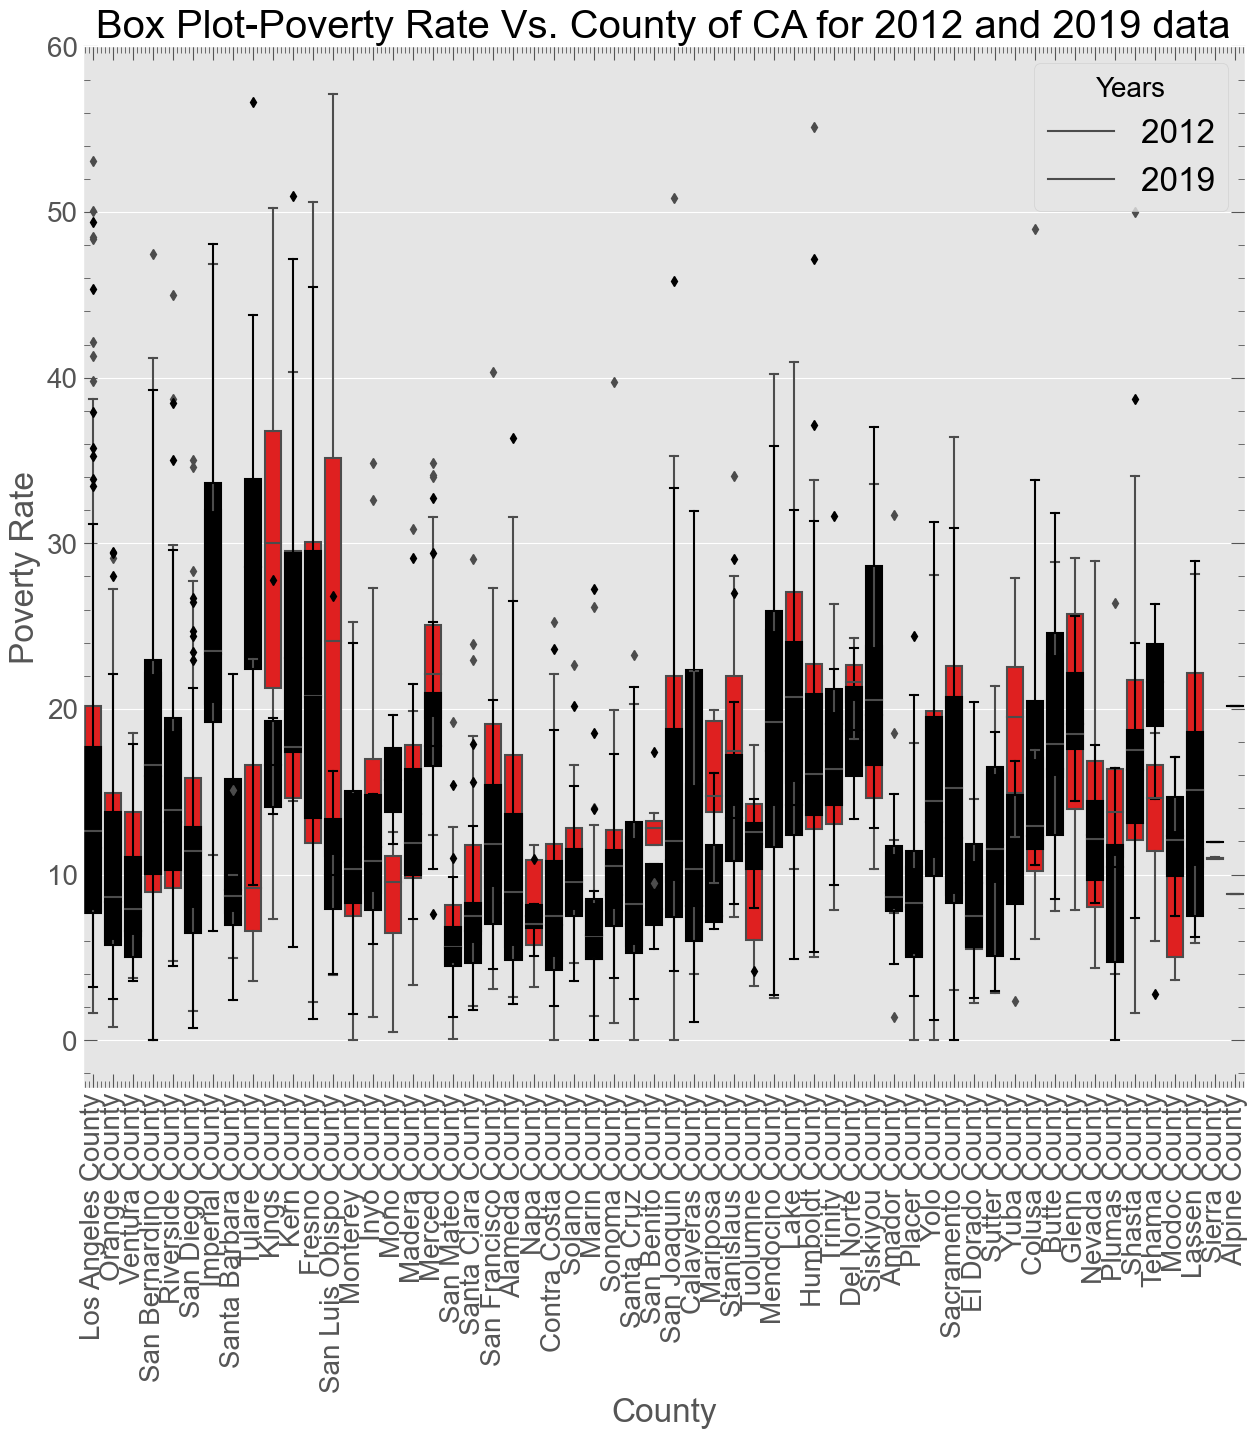 Box Plot-Poverty Rate Vs. County of CA for 2012 and 2019 data
Years
2012
2019
60
50
40
30
20
10
0
Poverty Rate
Los Angeles County
Orange County
Ventura County
San Bernardino County
Riverside County
San Diego County
Imperial County
Santa Barbara County
Tulare County
Kings County
Kern County
Fresno County
San Luis Obispo County
Monterey County
Inyo County
Mono County
Madera County
Merced County
San Mateo County
Santa Clara County
San Francisco County
Alameda County
Napa County
Contra Costa County
Solano County
Marin County
Sonoma County
Santa Cruz County
San Benito County
San Joaquin County
Calaveras County
Mariposa County
Stanislaus County
Tuolumne County
Mendocino County
Lake County
Humboldt County
Trinity County
Del Norte County
Siskiyou County
Amador County
Placer County
Yolo County
Sacramento County
El Dorado County
Sutter County
Yuba County
Colusa County
Butte County
Glenn County
Nevada County
Plumas County
Shasta County
Tehama County
Modoc County
Lassen County
Sierra County
Alpine County
County